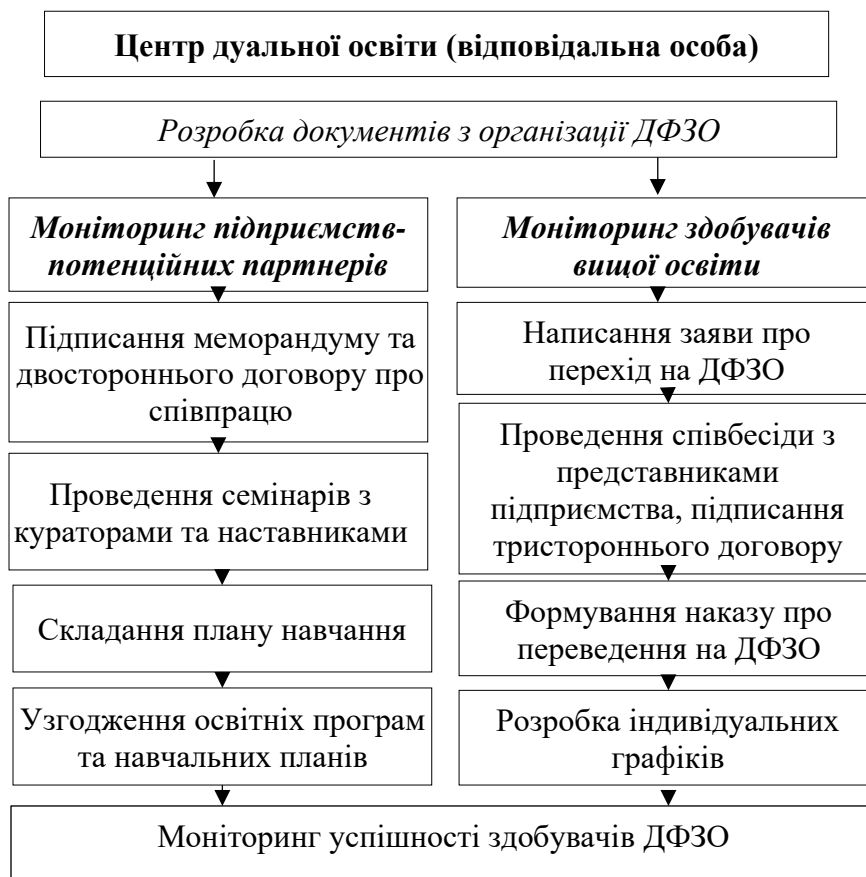 Центр дуальної освіти (відповідальна особа)
Розробка документів з організації ДФЗО
Моніторинг підприємств-
потенційних партнерів
Підписання меморандуму та
двостороннього договору про
співпрацю
Проведення семінарів з
кураторами та наставниками
Складання плану навчання
Узгодження освітніх програм
та навчальних планів
Моніторинг здобувачів
вищої освіти
Написання заяви про
перехід на ДФЗО
Проведення співбесіди з
представниками
підприємства, підписання
тристороннього договору
Формування наказу про
переведення на ДФЗО
Розробка індивідуальних
графіків
Моніторинг успішності здобувачів ДФЗО